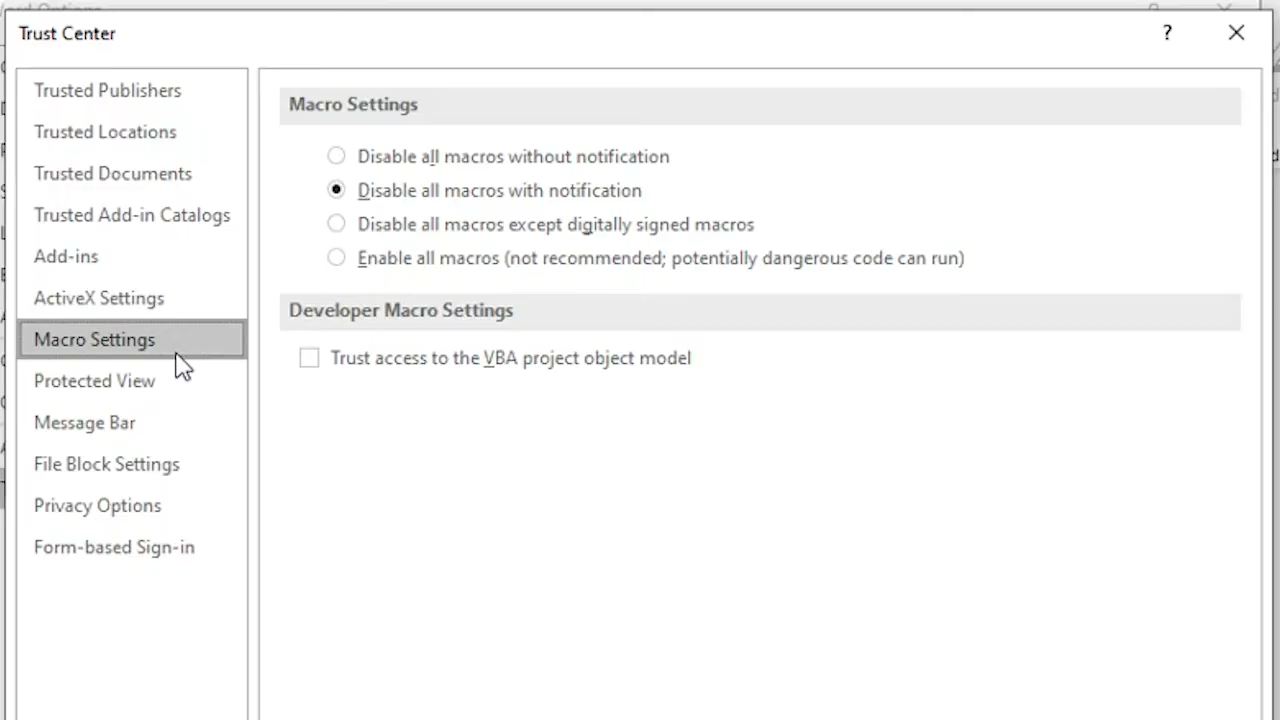 Trust Center
?
Trusted Publishers
Trusted Locations
Trusted Documents
Trusted Add-in Catalogs
Add-ins
ActiveX Settings
Macro Settings
Protected View
Message Bar
File Block Settings
Privacy Options
Form-based Sign-in
Macro Settings
Disable all macros without notification
Disable all macros with notification
Disable all macros except digitally signed macros
Enable all macros (not recommended; potentially dangerous code can run)
Developer Macro Settings
Trust access to the VBA project object model